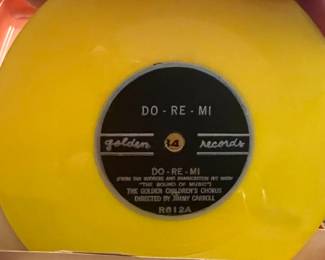 DO - RE - MI
golden 14 records
DO - RE - MI
(FROM THE RODGERS AND HAMMERSTEIN HIT SHOW
"THE SOUND OF MUSIC")
THE GOLDEN CHILDREN'S CHORUS
DIRECTED BY JIMMY CARROLL
R612A